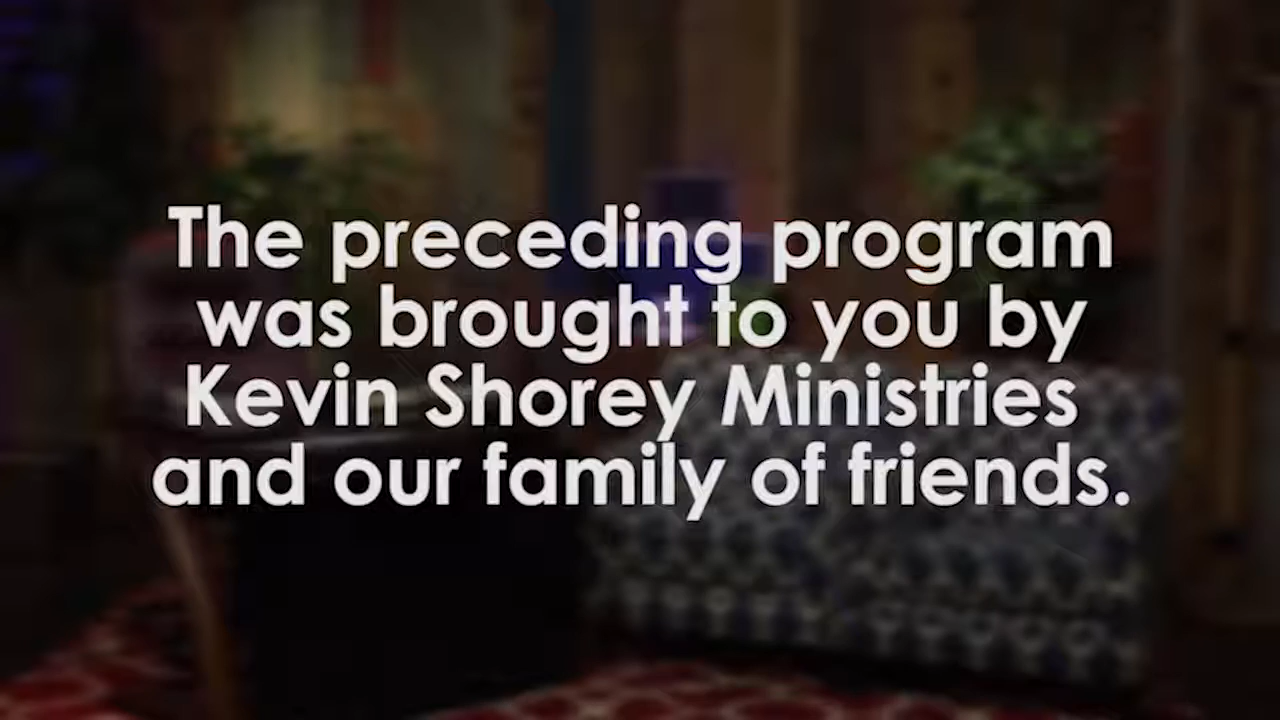 The preceding program
was brought to you by
Kevin Shorey Ministries
and our family of friends.